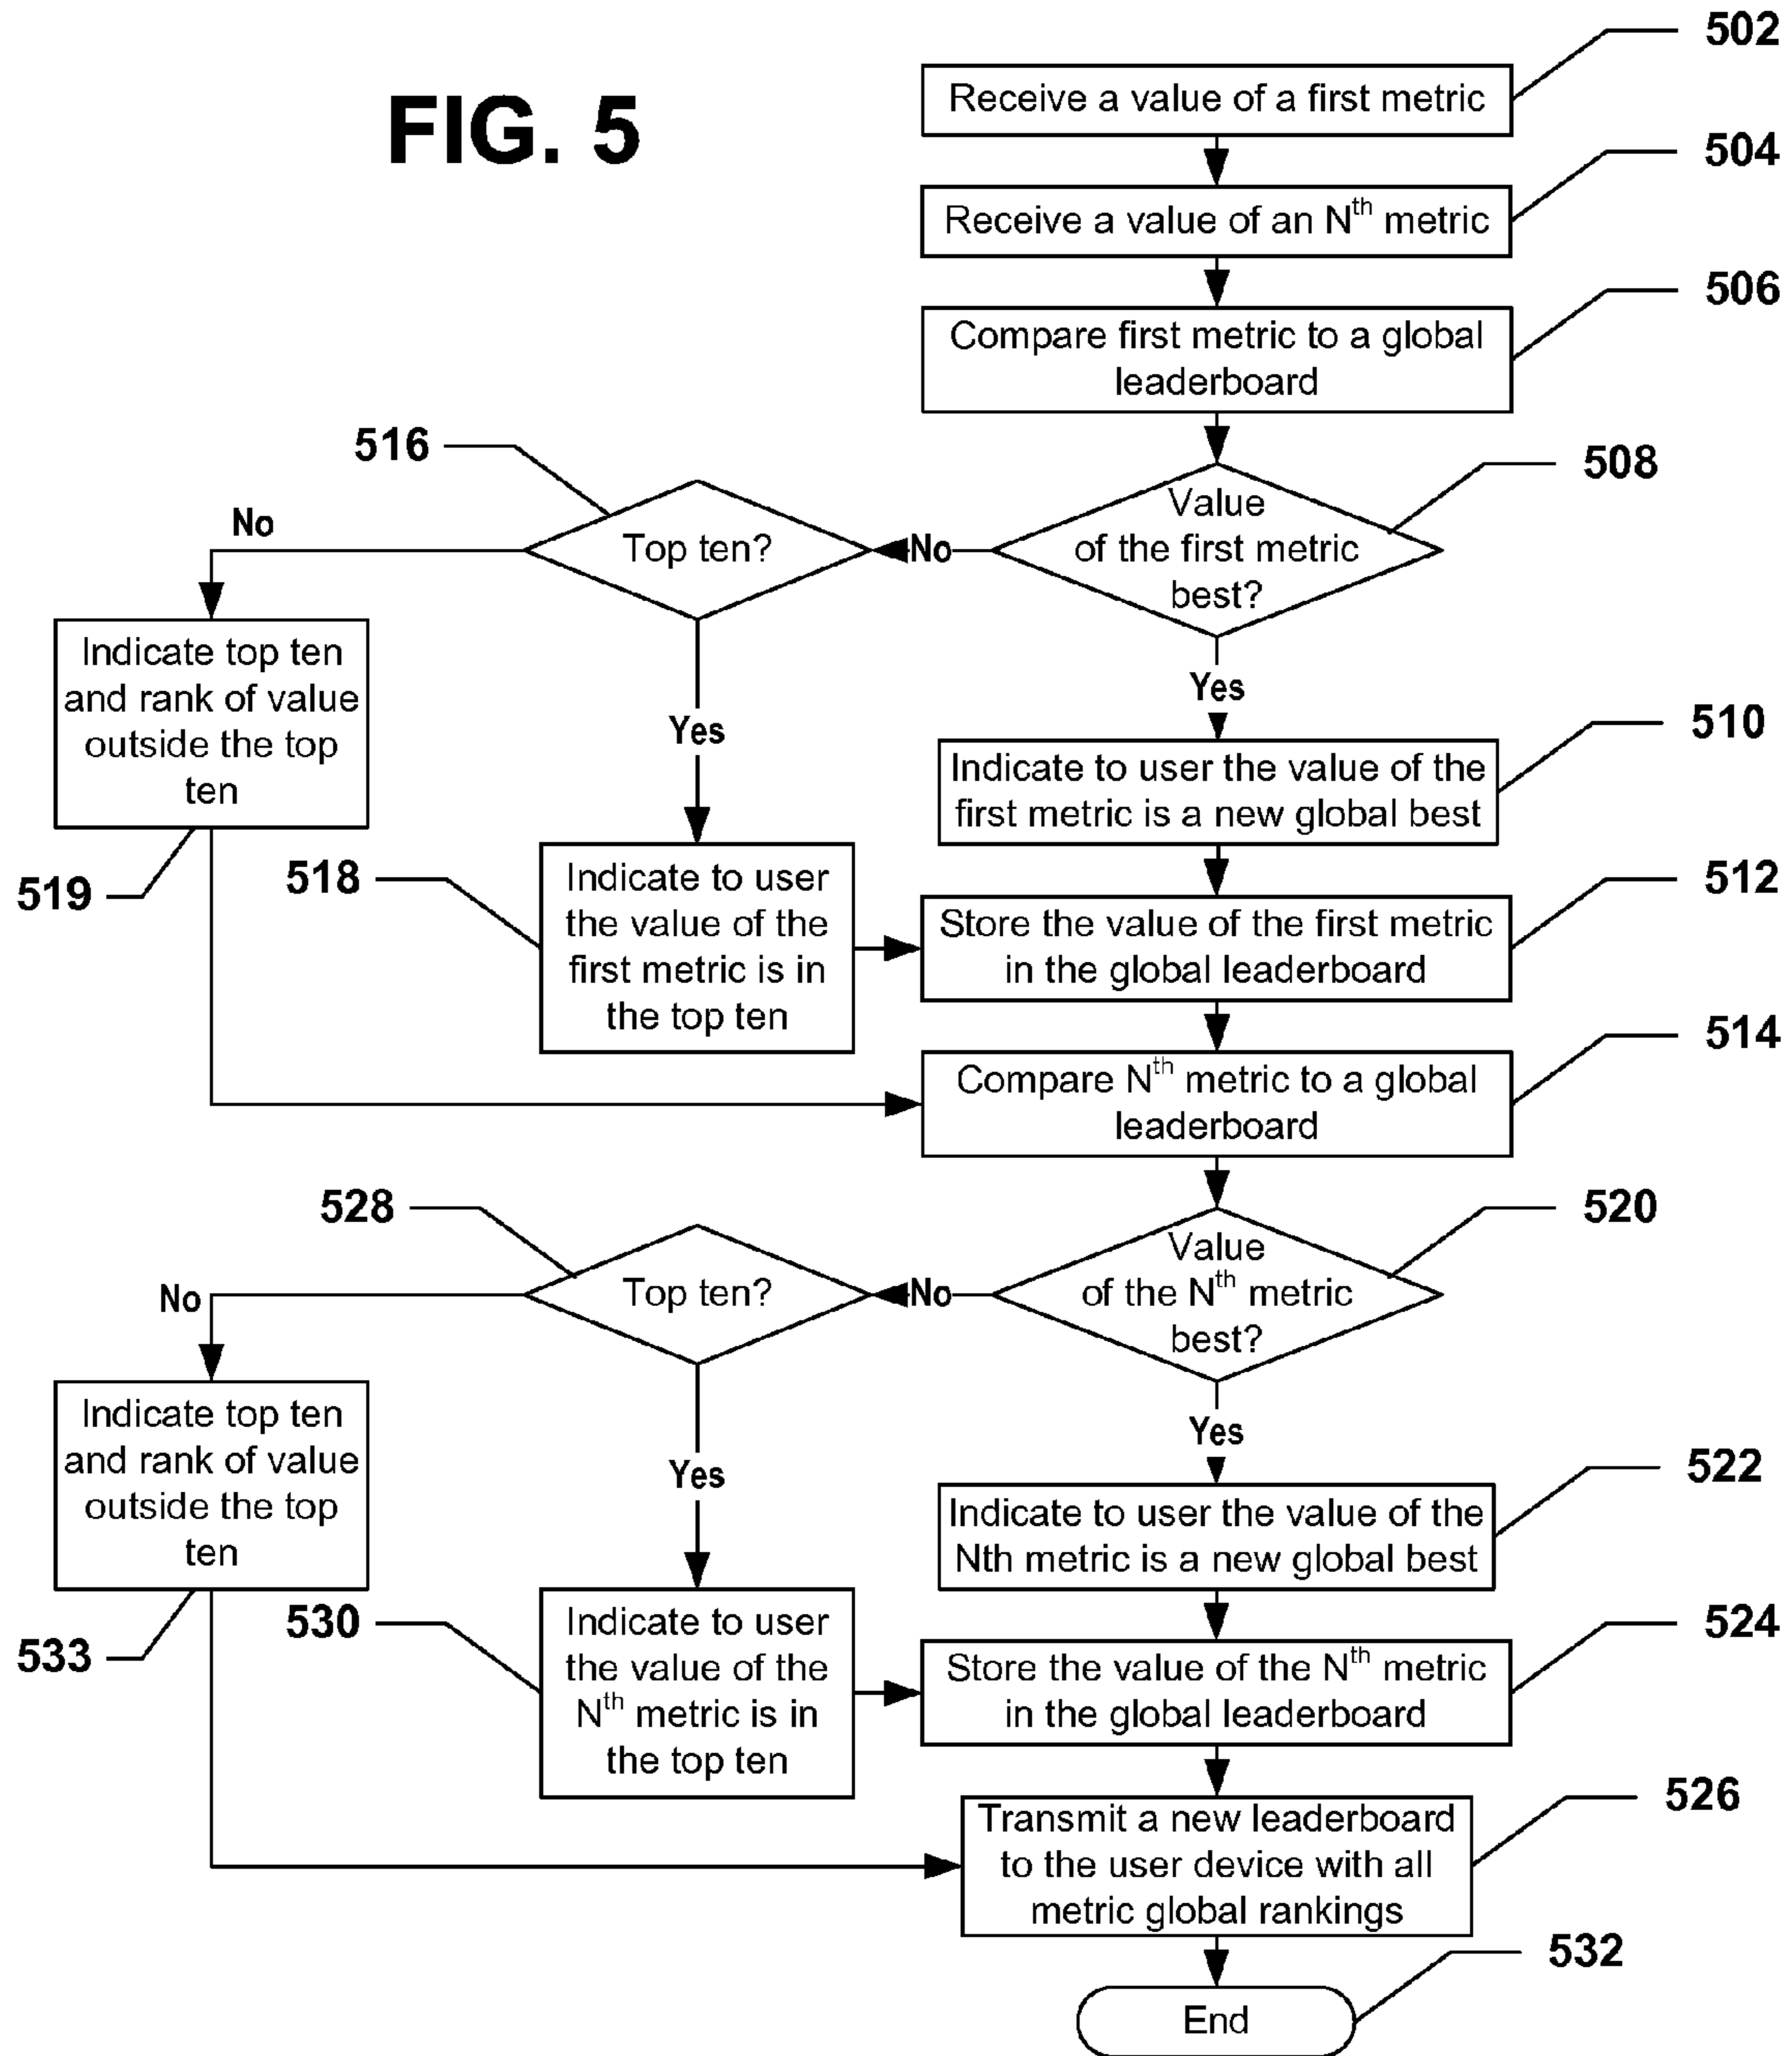 FIG. 5
502
Receive a value of a first metric
504
Receive a value of an Nth metric
506
Compare first metric to a global
leaderboard
516
508
Value
of the first metric
best?
No
Top ten?
No
Indicate top ten
and rank of value
outside the top
ten
519
Yes
Yes
510
Indicate to user the value of the
first metric is a new global best
518
Indicate to user
the value of the
first metric is in
the top ten
512
Store the value of the first metric
in the global leaderboard
514
Compare Nth metric to a global
leaderboard
528
520
Value
of the Nth metric
best?
No
Top ten?
No
Indicate top ten
and rank of value
outside the top
ten
533
Yes
Yes
522
Indicate to user the value of the
Nth metric is a new global best
530
Indicate to user
the value of the
Nth metric is in
the top ten
524
Store the value of the Nth metric
in the global leaderboard
526
Transmit a new leaderboard
to the user device with all
metric global rankings
532
End